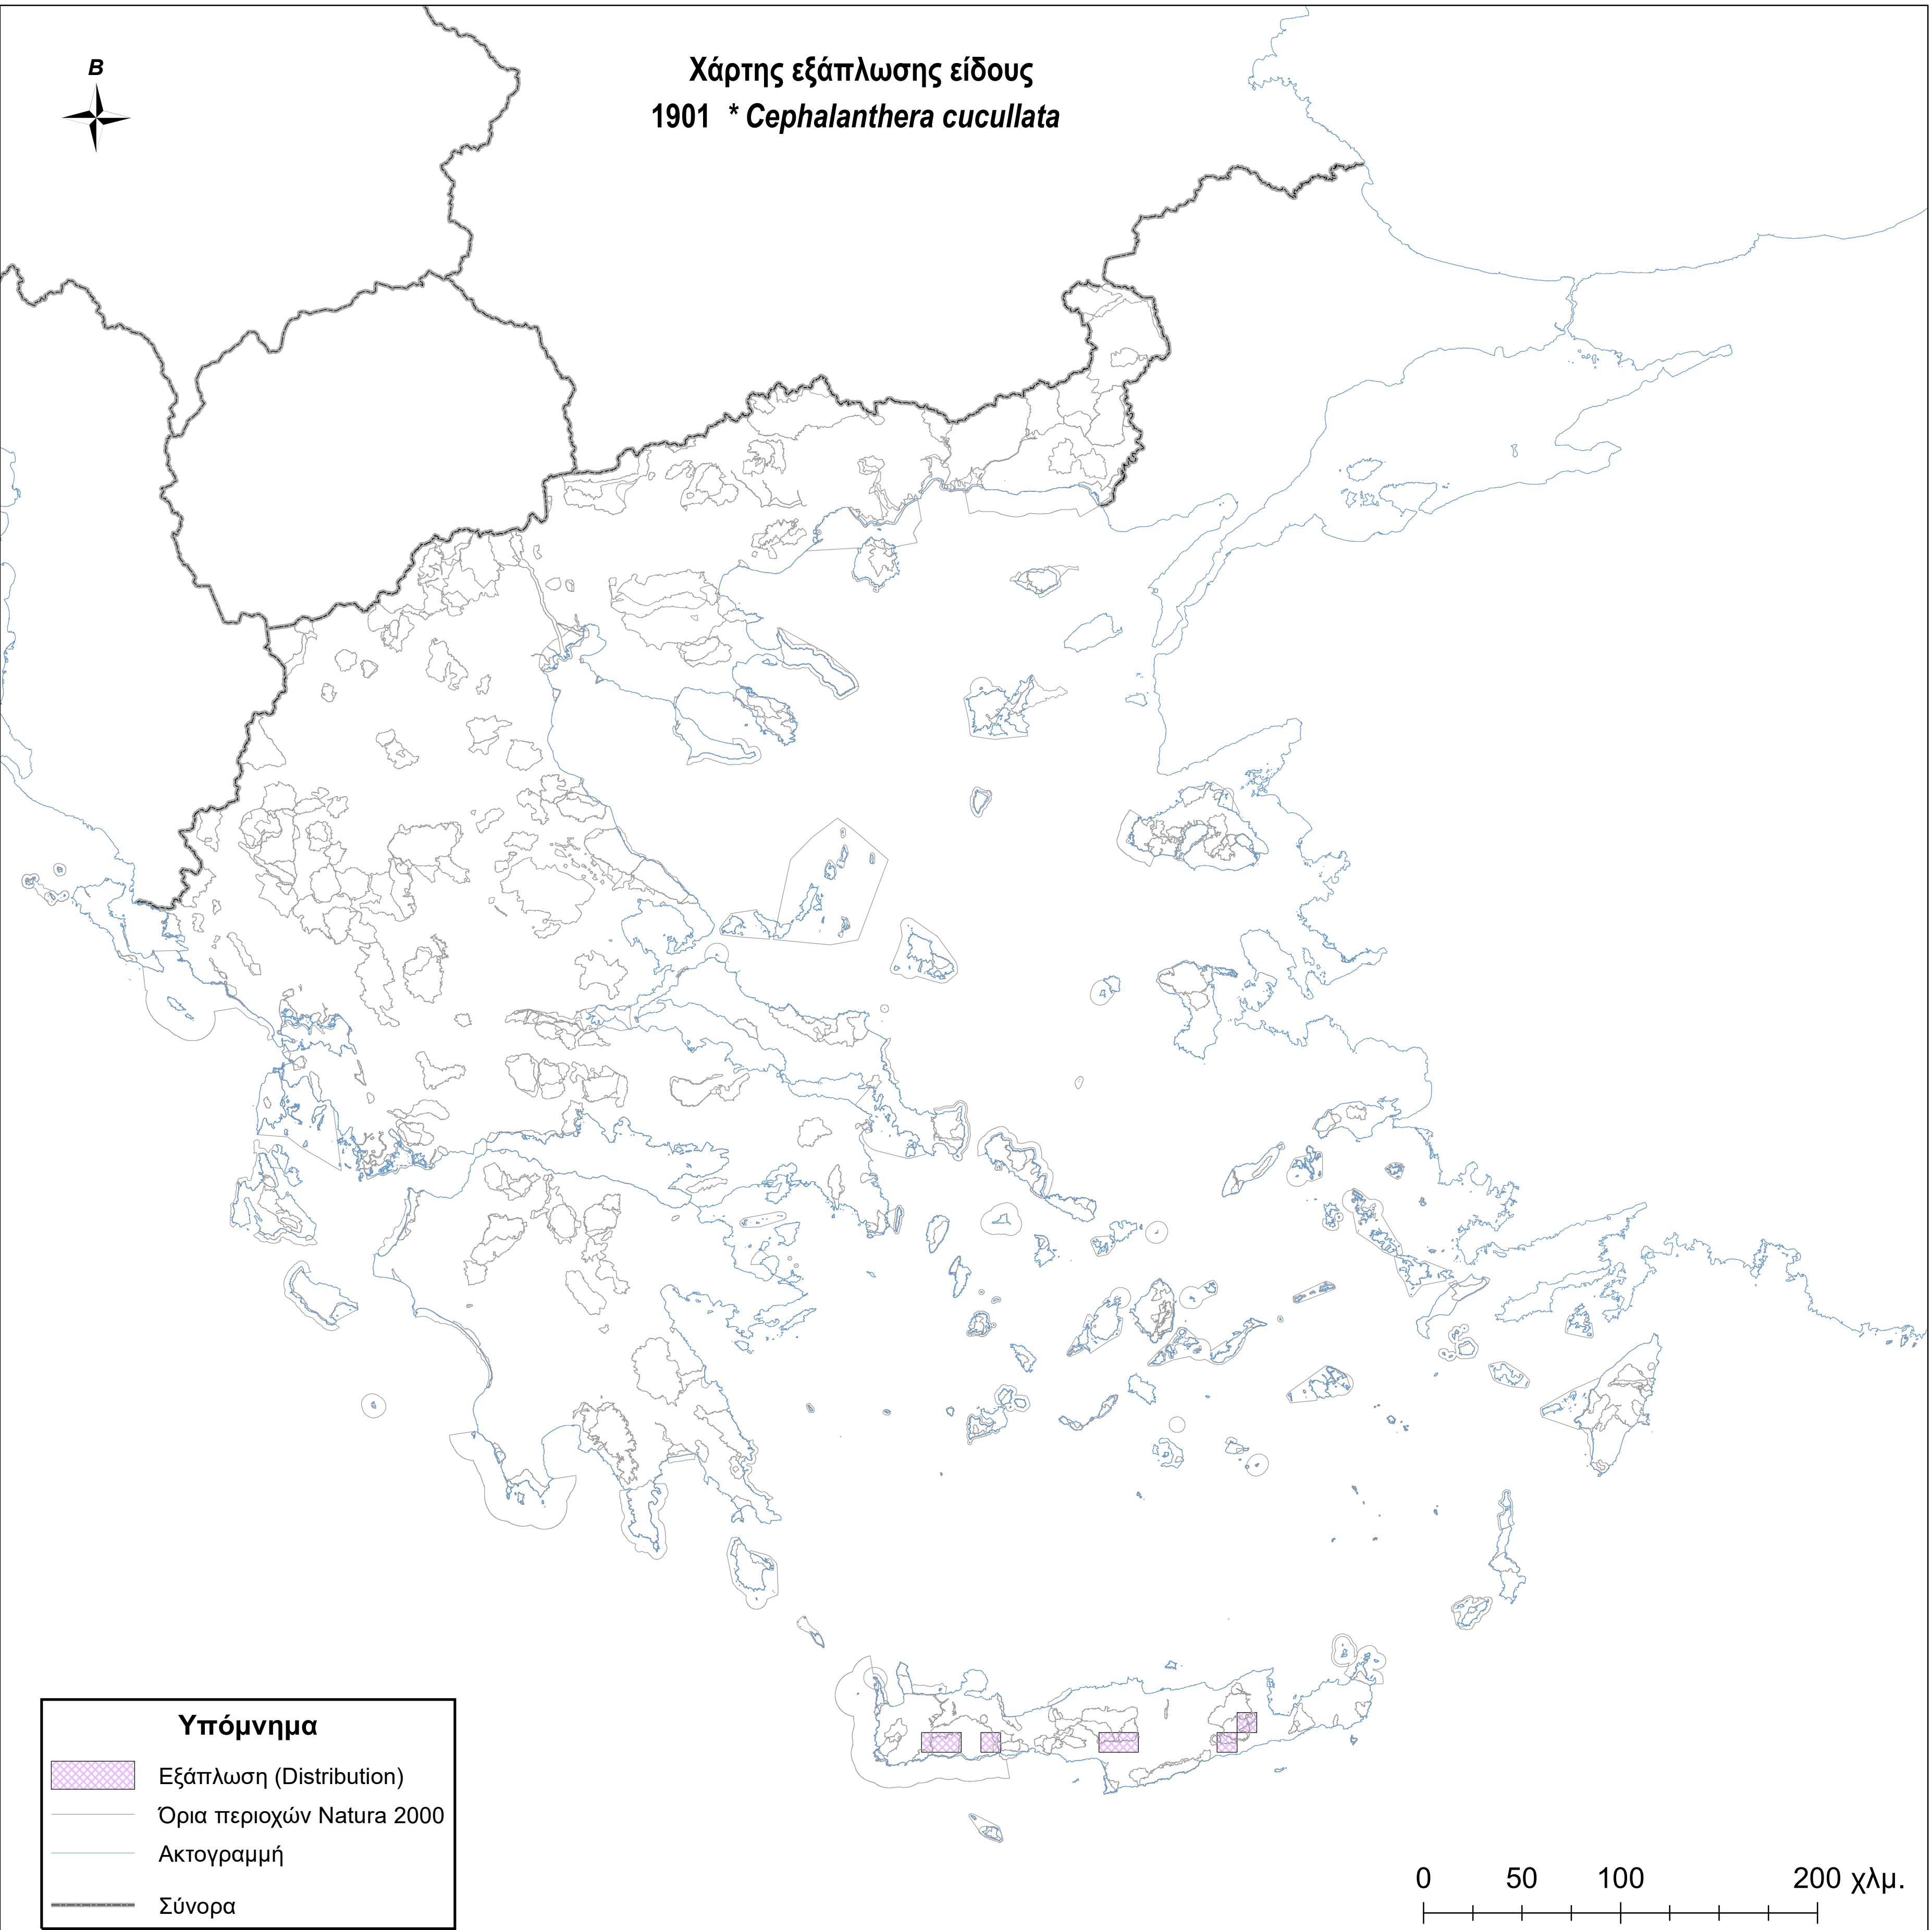 B
Χάρτης εξάπλωσης είδους
1901 * Cephalanthera cucullata
Υπόμνημα
Εξάπλωση (Distribution)
Όρια περιοχών Natura 2000
Ακτογραμμή
Σύνορα
0 50 100 200 χλμ.